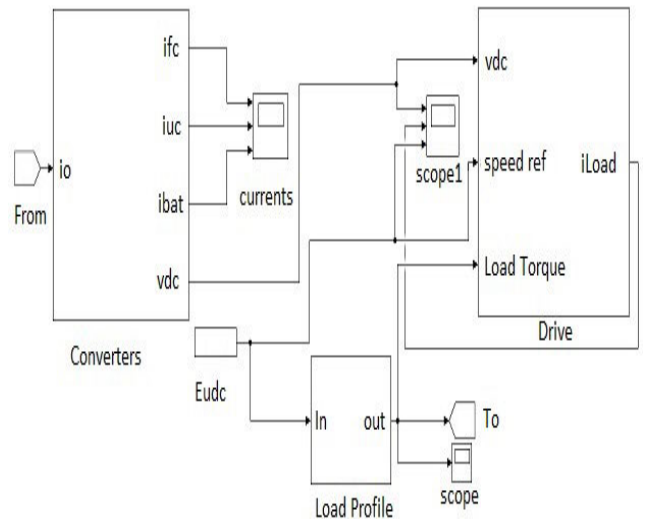 ifc
iuc
ibat
vdc
io
From
Converters
currents
scope1
vdc
speed ref
iLoad
Load Torque
Drive
Eudc
In
out
Load Profile
To
scope